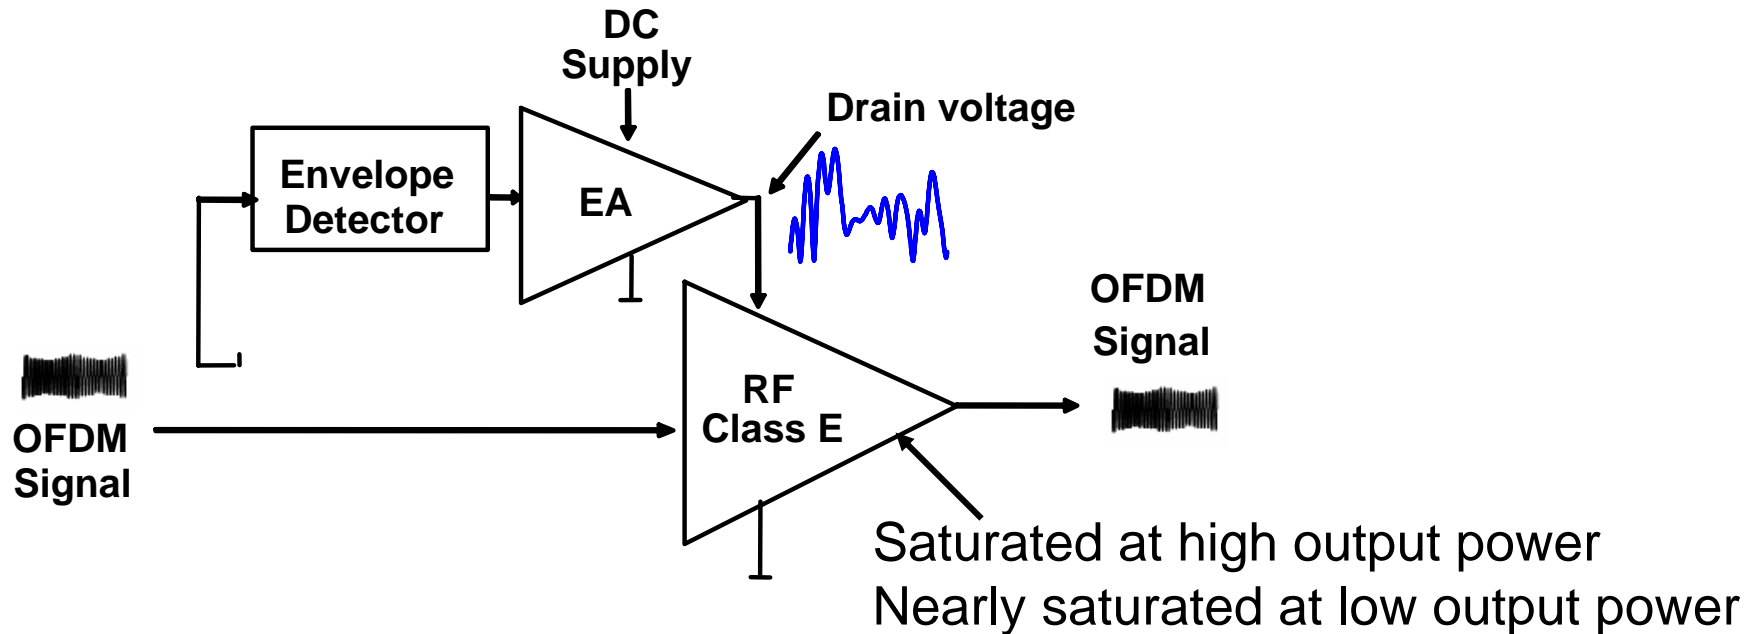 DC
Supply
Drain voltage
Envelope
Detector
EA
OFDM
Signal
RF
Class E
OFDM
Signal
Saturated at high output power
Nearly saturated at low output power